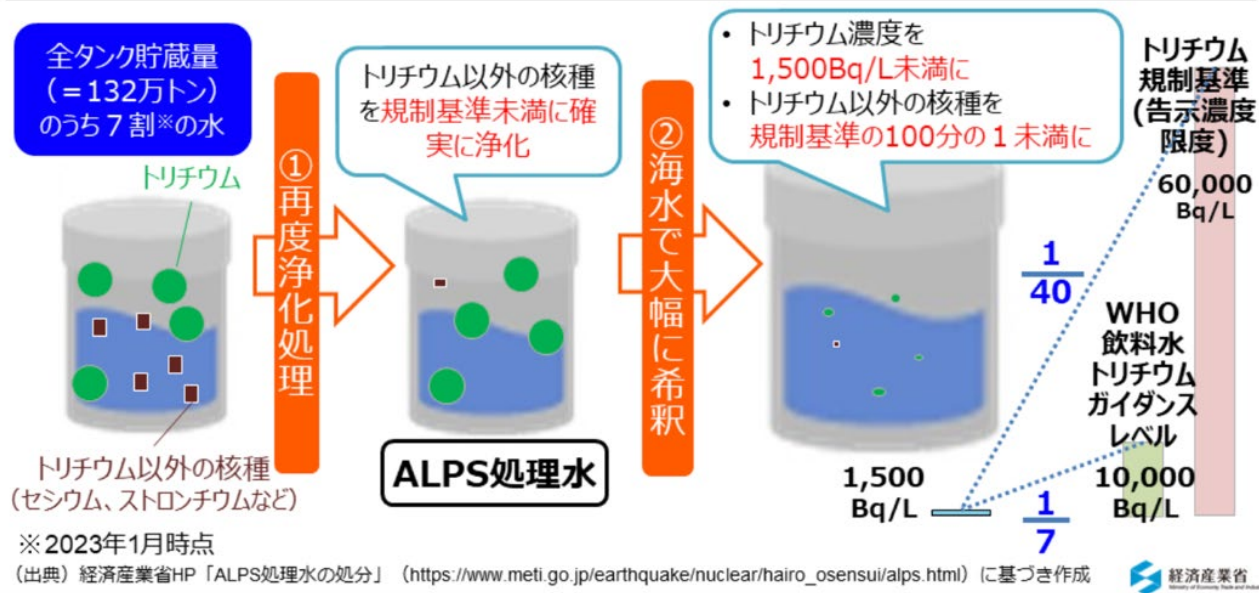 全タンク貯蔵量
(=132万トン)
のうち7割※の水
トリチウム
トリチウム以外の核種
(セシウム、ストロンチウムなど)
①再度浄化処理
トリチウム以外の核種
を規制基準未満に確
実に浄化
ALPS処理水
②海水で大幅に希釈
• トリチウム濃度を
1,500Bq/L未満に
• トリチウム以外の核種を
規制基準の100分の1未満に
1,500
Bq/L
1
40
1
7
WHO
飲料水
トリチウム
ガイダンス
レベル
10,000
Bq/L
トリチウム
規制基準
(告示濃度
限度)
60,000
Bq/L
※2023年1月時点
(出典)経済産業省HP「ALPS処理水の処分」(https://www.meti.go.jp/earthquake/nuclear/hairo_osensui/alps.html)に基づき作成
経済産業省
Ministry of Economy, Trade and Industry